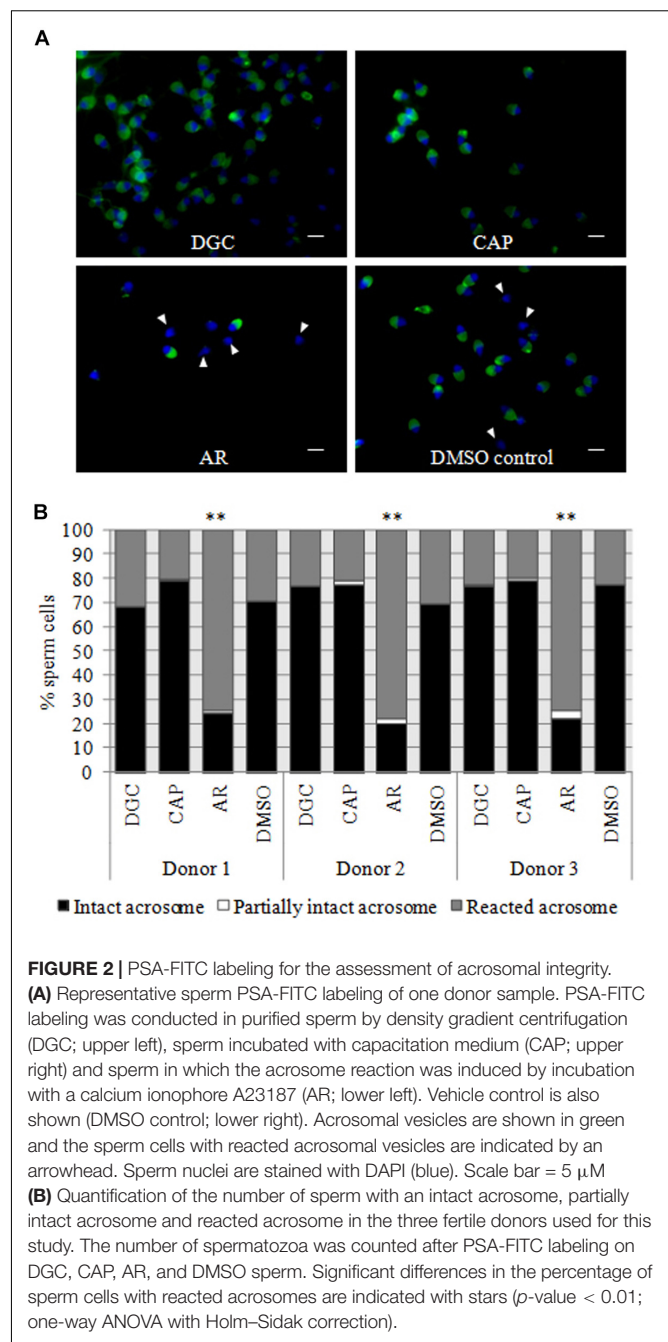 A
DGC
CAP
AR
DMSO control
B
** ** **
100
90
80
70
60
50
40
30
20
10
0
% sperm cells
DGC CAP AR DMSO DGC CAP AR DMSO DGC CAP AR DMSO
Donor 1 Donor 2 Donor 3
Intact acrosome Partially intact acrosome Reacted acrosome
FIGURE 2 | PSA-FITC labeling for the assessment of acrosomal integrity.
(A) Representative sperm PSA-FITC labeling of one donor sample. PSA-FITC
labeling was conducted in purified sperm by density gradient centrifugation
(DGC; upper left), sperm incubated with capacitation medium (CAP; upper
right) and sperm in which the acrosome reaction was induced by incubation
with a calcium ionophore A23187 (AR; lower left). Vehicle control is also
shown (DMSO control; lower right). Acrosomal vesicles are shown in green
and the sperm cells with reacted acrosomal vesicles are indicated by an
arrowhead. Sperm nuclei are stained with DAPI (blue). Scale bar = 5 μM
(B) Quantification of the number of sperm with an intact acrosome, partially
intact acrosome and reacted acrosome in the three fertile donors used for this
study. The number of spermatozoa was counted after PSA-FITC labeling on
DGC, CAP, AR, and DMSO sperm. Significant differences in the percentage of
sperm cells with reacted acrosomes are indicated with stars (p-value < 0.01;
one-way ANOVA with Holm–Sidak correction).